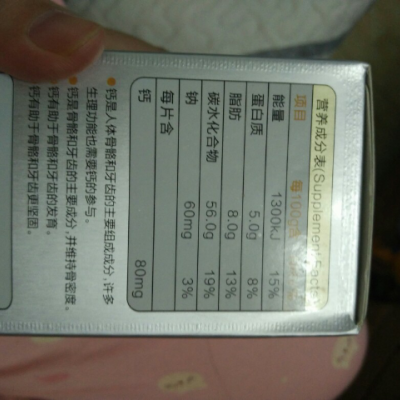 营养成分表(Supplement Facts)
项目 每100g
能量 1300kJ 15%
蛋白质 5.0g 8%
脂肪 8.0g 13%
碳水化合物 56.0g 19%
钠 60mg 3%
每片含
钙 80mg
●钙是人体骨骼和牙齿的主要组成成分，许多
生理功能也需要钙的参与。
●钙是骨骼和牙齿的主要成分，并维持骨密度。
●钙有助于骨骼和牙齿的发育。
钙有助于骨骼和牙齿更坚固。